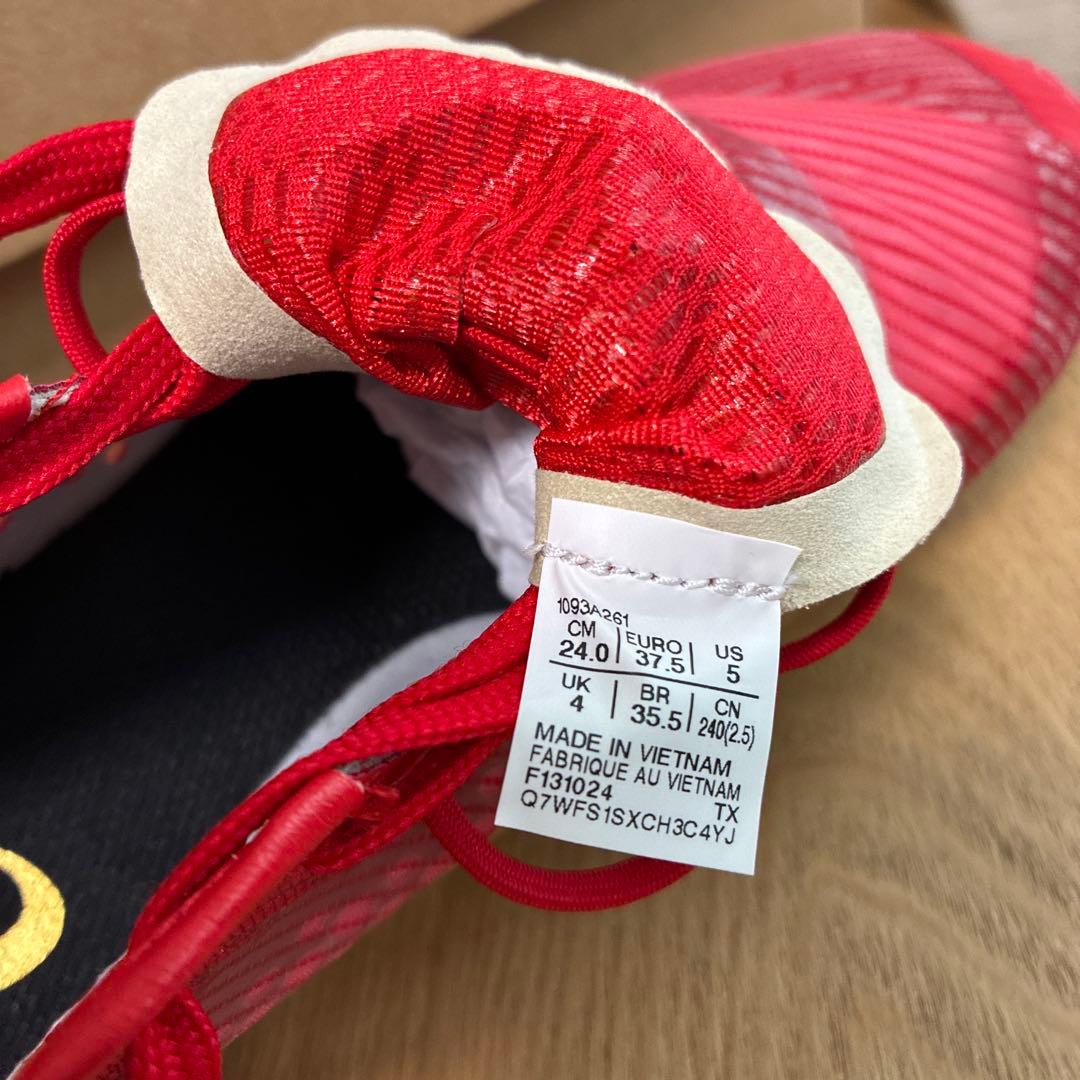 1093A261
CM EURO US
24.0 37.5 5
UK BR CN
4 35.5 240(2.5)
MADE IN VIETNAM
FABRIQUE AU VIETNAM
F131024 TX
Q7WFS1SXCH3C4YJ